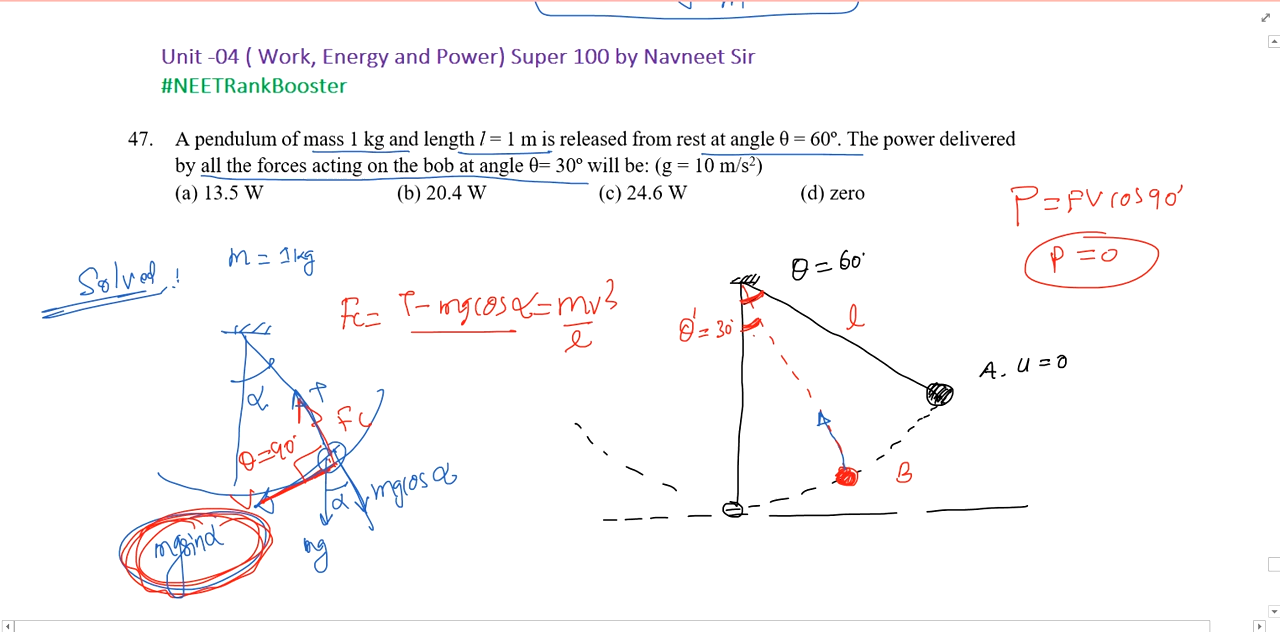 Unit -04 ( Work, Energy and Power) Super 100 by Navneet Sir
#NEETRankBooster
47. A pendulum of mass 1 kg and length l = 1 m is released from rest at angle θ = 60º. The power delivered
by all the forces acting on the bob at angle θ= 30º will be: (g = 10 m/s²)
(a) 13.5 W (b) 20.4 W (c) 24.6 W (d) zero
P = FV cos 90°
P = 0
Solved!
m = 1kg
Fc = T - mg cos α = mv²
l
θ = 60°
θ' = 30°
l
A. u = 0
α
T
Fc
θ = 90°
α
mg cos α
B
mg sin α
mg